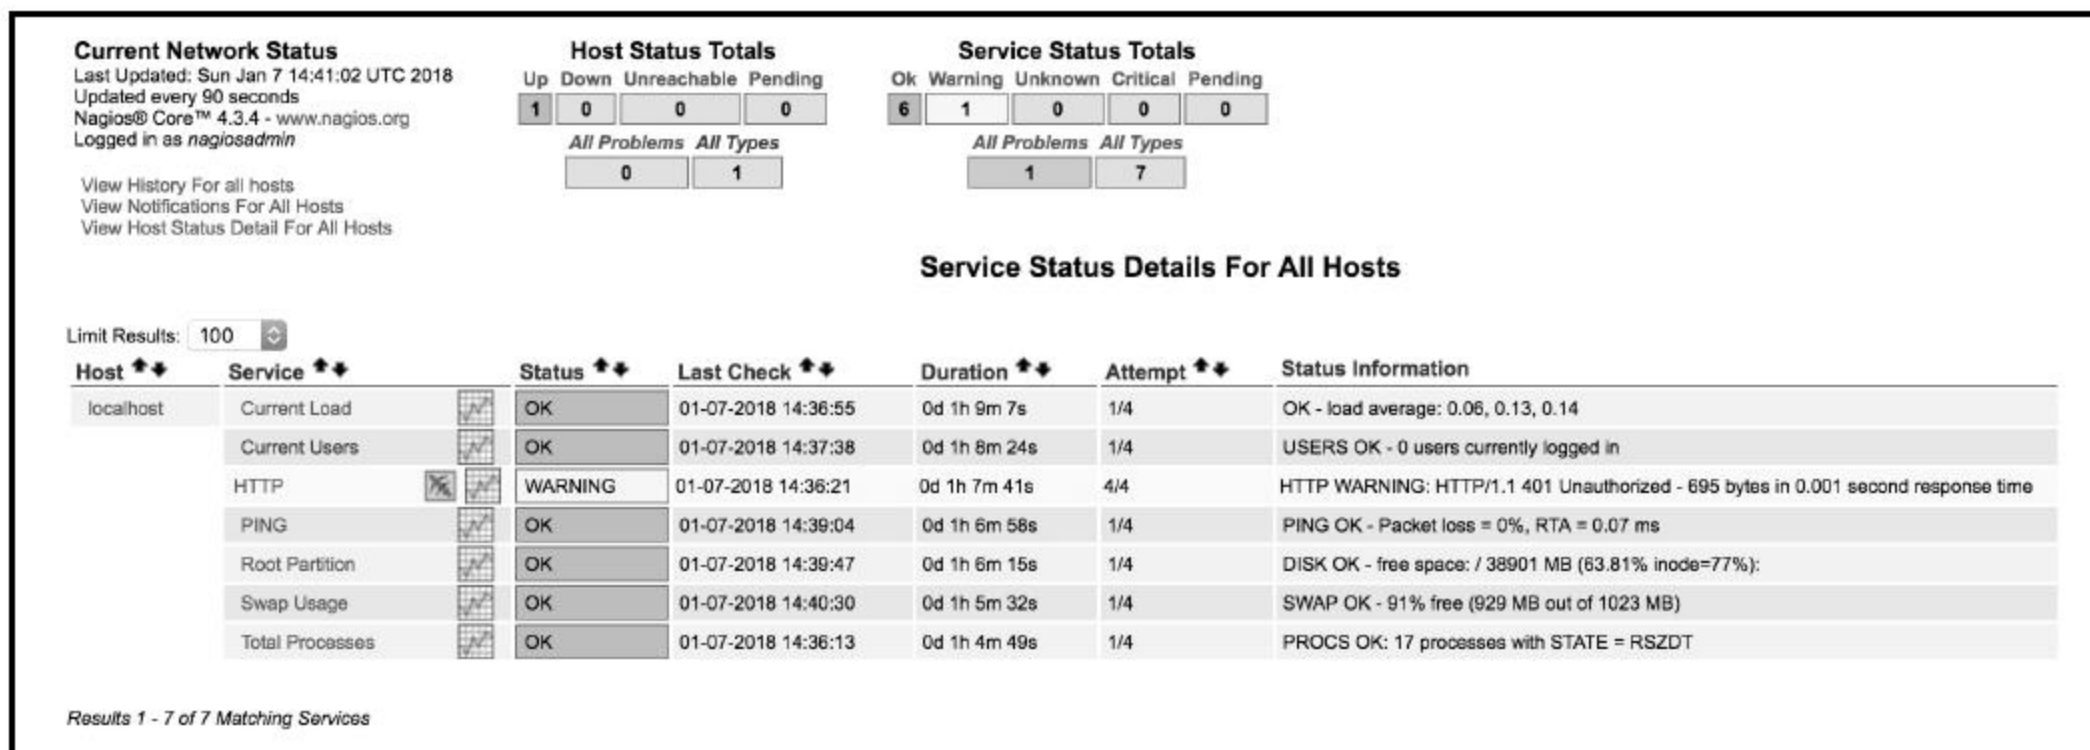 Current Network Status
Last Updated: Sun Jan 7 14:41:02 UTC 2018
Updated every 90 seconds
Nagios® Core™ 4.3.4 - www.nagios.org
Logged in as nagiosadmin
View History For all hosts
View Notifications For All Hosts
View Host Status Detail For All Hosts
Host Status Totals
Up Down Unreachable Pending
1 0 0 0
All Problems All Types
0 1
Service Status Totals
Ok Warning Unknown Critical Pending
6 1 0 0 0
All Problems All Types
1 7
Service Status Details For All Hosts
Limit Results: 100
Host Service Status Last Check Duration Attempt Status Information
localhost Current Load OK 01-07-2018 14:36:55 0d 1h 9m 7s 1/4 OK - load average: 0.06, 0.13, 0.14
Current Users OK 01-07-2018 14:37:38 0d 1h 8m 24s 1/4 USERS OK - 0 users currently logged in
HTTP WARNING 01-07-2018 14:36:21 0d 1h 7m 41s 4/4 HTTP WARNING: HTTP/1.1 401 Unauthorized - 695 bytes in 0.001 second response time
PING OK 01-07-2018 14:39:04 0d 1h 6m 58s 1/4 PING OK - Packet loss = 0%, RTA = 0.07 ms
Root Partition OK 01-07-2018 14:39:47 0d 1h 6m 15s 1/4 DISK OK - free space: / 38901 MB (63.81% inode=77%):
Swap Usage OK 01-07-2018 14:40:30 0d 1h 5m 32s 1/4 SWAP OK - 91% free (929 MB out of 1023 MB)
Total Processes OK 01-07-2018 14:36:13 0d 1h 4m 49s 1/4 PROCS OK: 17 processes with STATE = RSZDT
Results 1 - 7 of 7 Matching Services